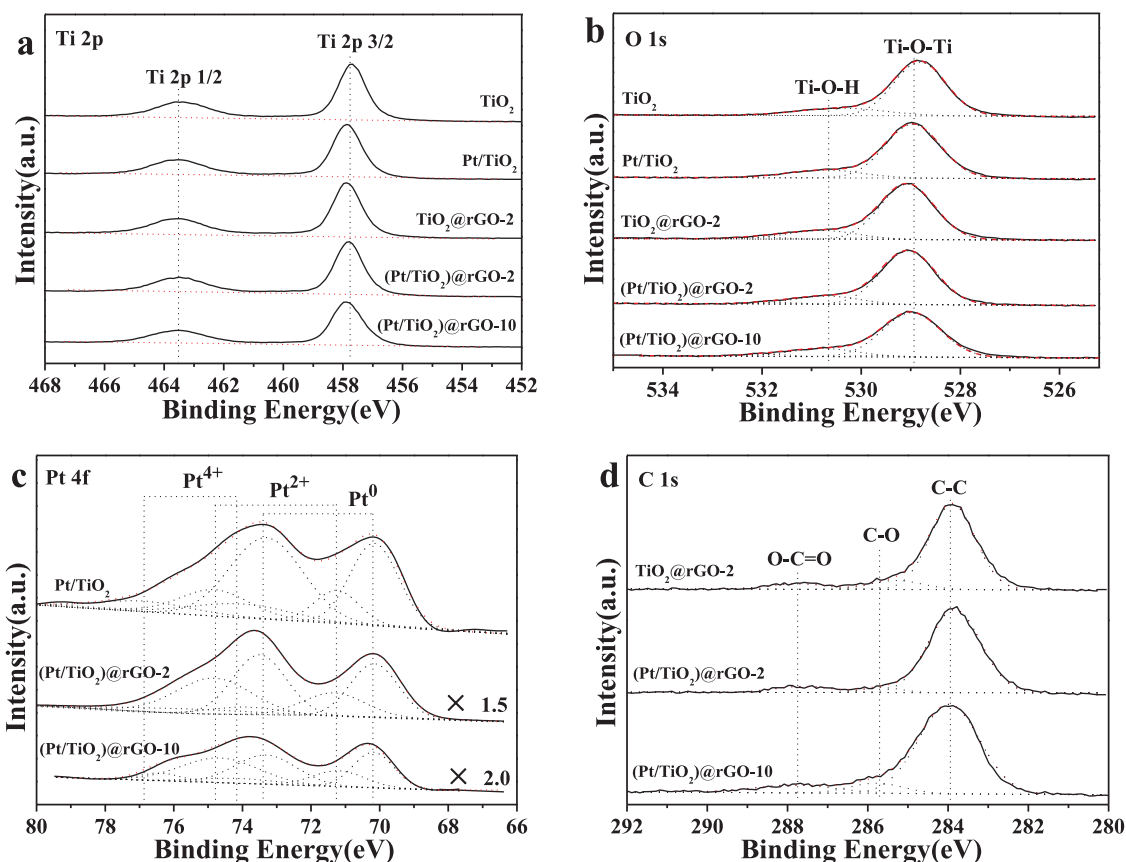 a
Ti 2p
Ti 2p 1/2
Ti 2p 3/2
TiO2
Pt/TiO2
TiO2@rGO-2
(Pt/TiO2)@rGO-2
(Pt/TiO2)@rGO-10
468 466 464 462 460 458 456 454 452
Binding Energy(eV)
Intensity(a.u.)
b
O 1s
Ti-O-Ti
Ti-O-H
TiO2
Pt/TiO2
TiO2@rGO-2
(Pt/TiO2)@rGO-2
(Pt/TiO2)@rGO-10
534 532 530 528 526
Binding Energy(eV)
Intensity(a.u.)
c
Pt 4f
Pt4+
Pt2+
Pt0
Pt/TiO2
(Pt/TiO2)@rGO-2
× 1.5
(Pt/TiO2)@rGO-10
× 2.0
80 78 76 74 72 70 68 66
Binding Energy(eV)
Intensity(a.u.)
d
C 1s
C-C
C-O
O-C=O
TiO2@rGO-2
(Pt/TiO2)@rGO-2
(Pt/TiO2)@rGO-10
292 290 288 286 284 282 280
Binding Energy(eV)
Intensity(a.u.)